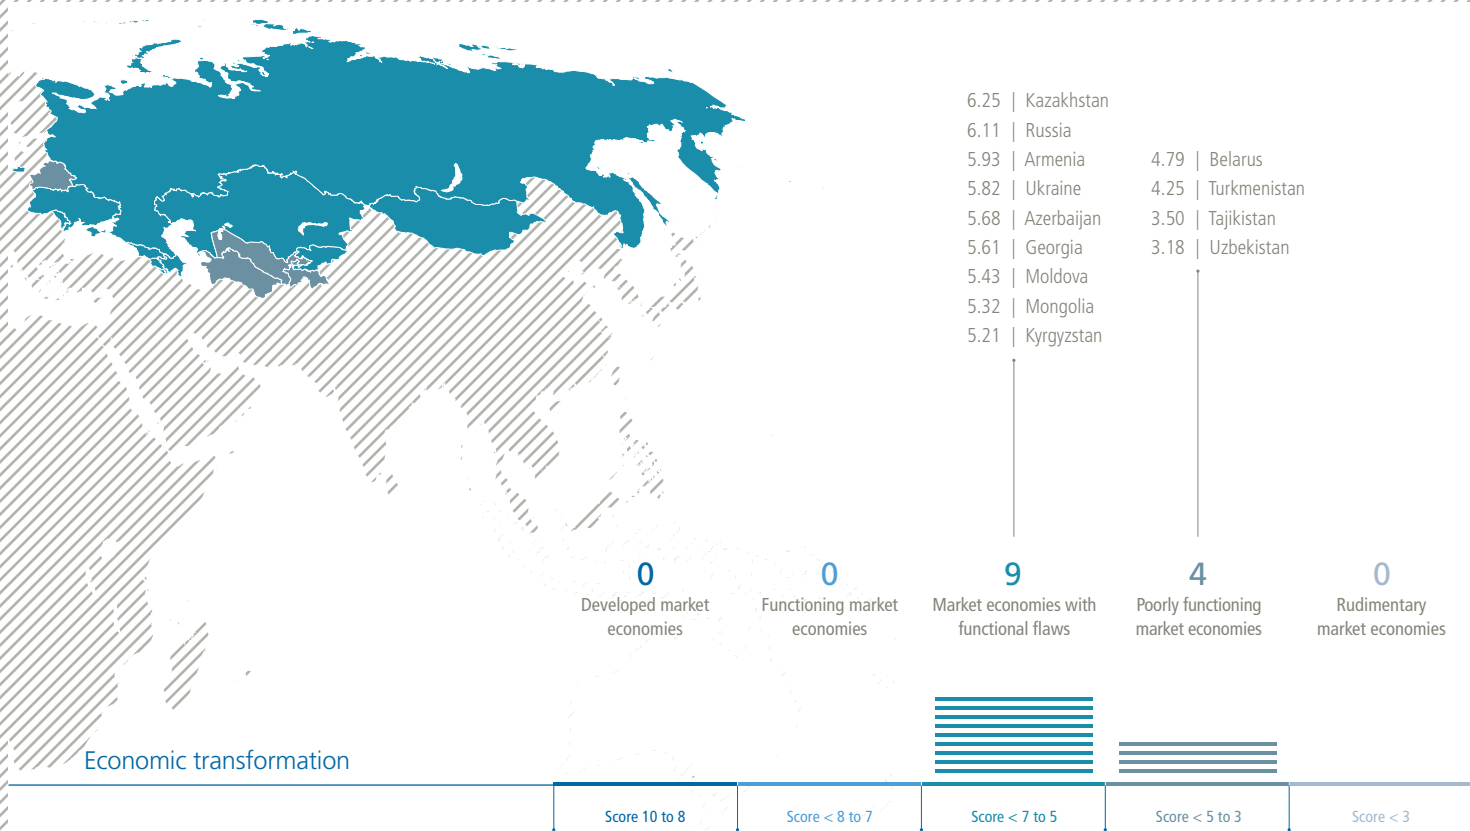 6.25 | Kazakhstan
6.11 | Russia
5.93 | Armenia
5.82 | Ukraine
5.68 | Azerbaijan
5.61 | Georgia
5.43 | Moldova
5.32 | Mongolia
5.21 | Kyrgyzstan
4.79 | Belarus
4.25 | Turkmenistan
3.50 | Tajikistan
3.18 | Uzbekistan
0
Developed market
economies
0
Functioning market
economies
9
Market economies with
functional flaws
4
Poorly functioning
market economies
0
Rudimentary
market economies
Economic transformation
Score 10 to 8
Score < 8 to 7
Score < 7 to 5
Score < 5 to 3
Score < 3